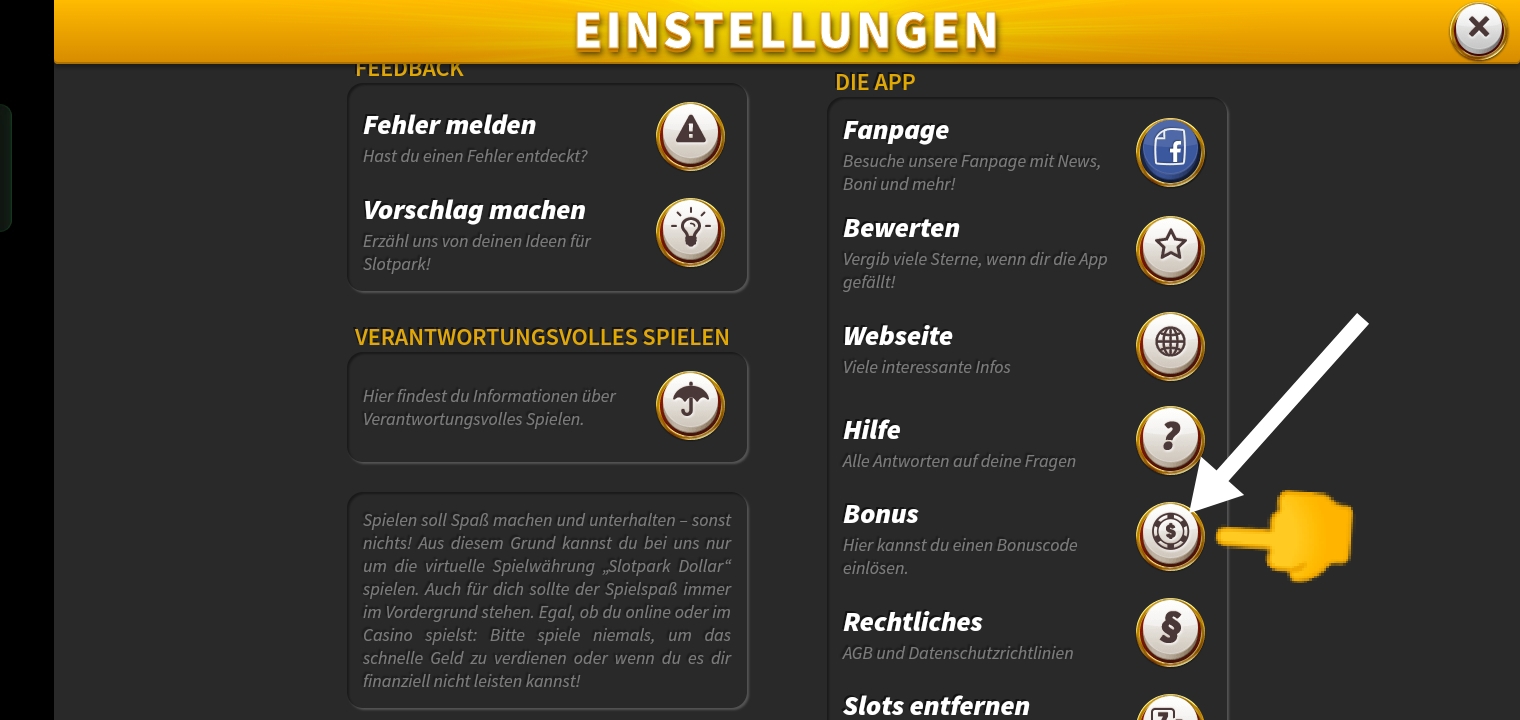 EINSTELLUNGEN
FEEDBACK
Fehler melden
Hast du einen Fehler entdeckt?
Vorschlag machen
Erzähl uns von deinen Ideen für
Slotpark!
VERANTWORTUNGSVOLLES SPIELEN
Hier findest du Informationen über
Verantwortungsvolles Spielen.
Spielen soll Spaß machen und unterhalten – sonst
nichts! Aus diesem Grund kannst du bei uns nur
um die virtuelle Spielwährung „Slotpark Dollar“
spielen. Auch für dich sollte der Spielspaß immer
im Vordergrund stehen. Egal, ob du online oder im
Casino spielst: Bitte spiele niemals, um das
schnelle Geld zu verdienen oder wenn du es dir
finanziell nicht leisten kannst!
DIE APP
Fanpage
Besuche unsere Fanpage mit News,
Boni und mehr!
Bewerten
Vergib viele Sterne, wenn dir die App
gefällt!
Webseite
Viele interessante Infos
Hilfe
Alle Antworten auf deine Fragen
Bonus
Hier kannst du einen Bonuscode
einlösen.
Rechtliches
AGB und Datenschutzrichtlinien
Slots entfernen